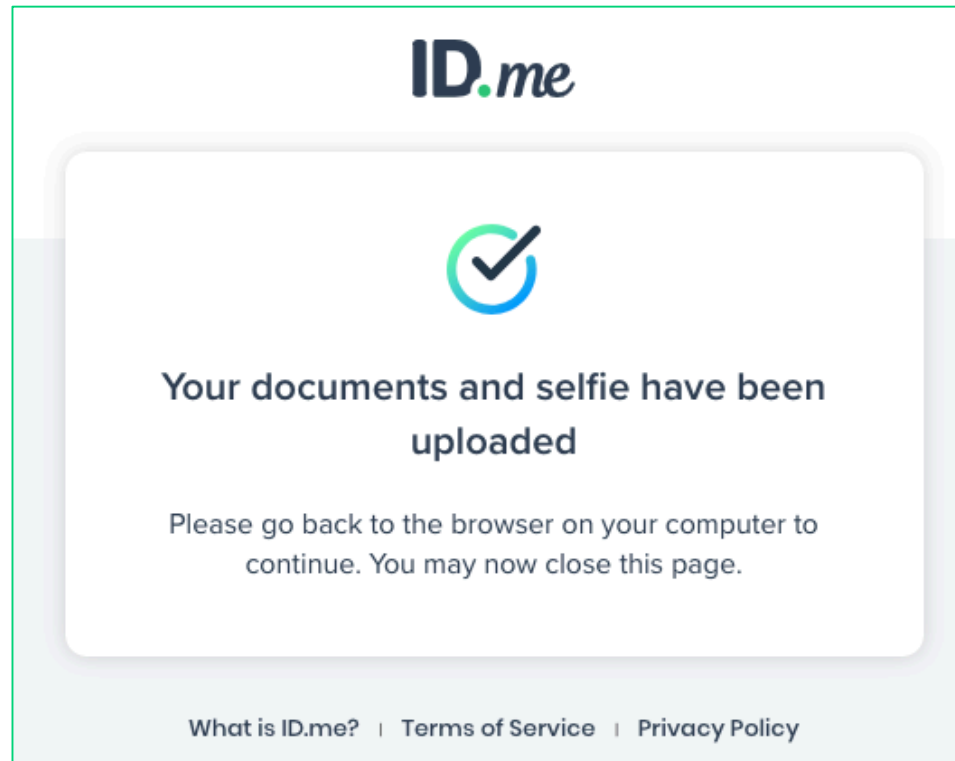 ID.me
Your documents and selfie have been
uploaded
Please go back to the browser on your computer to
continue. You may now close this page.
What is ID.me? | Terms of Service | Privacy Policy